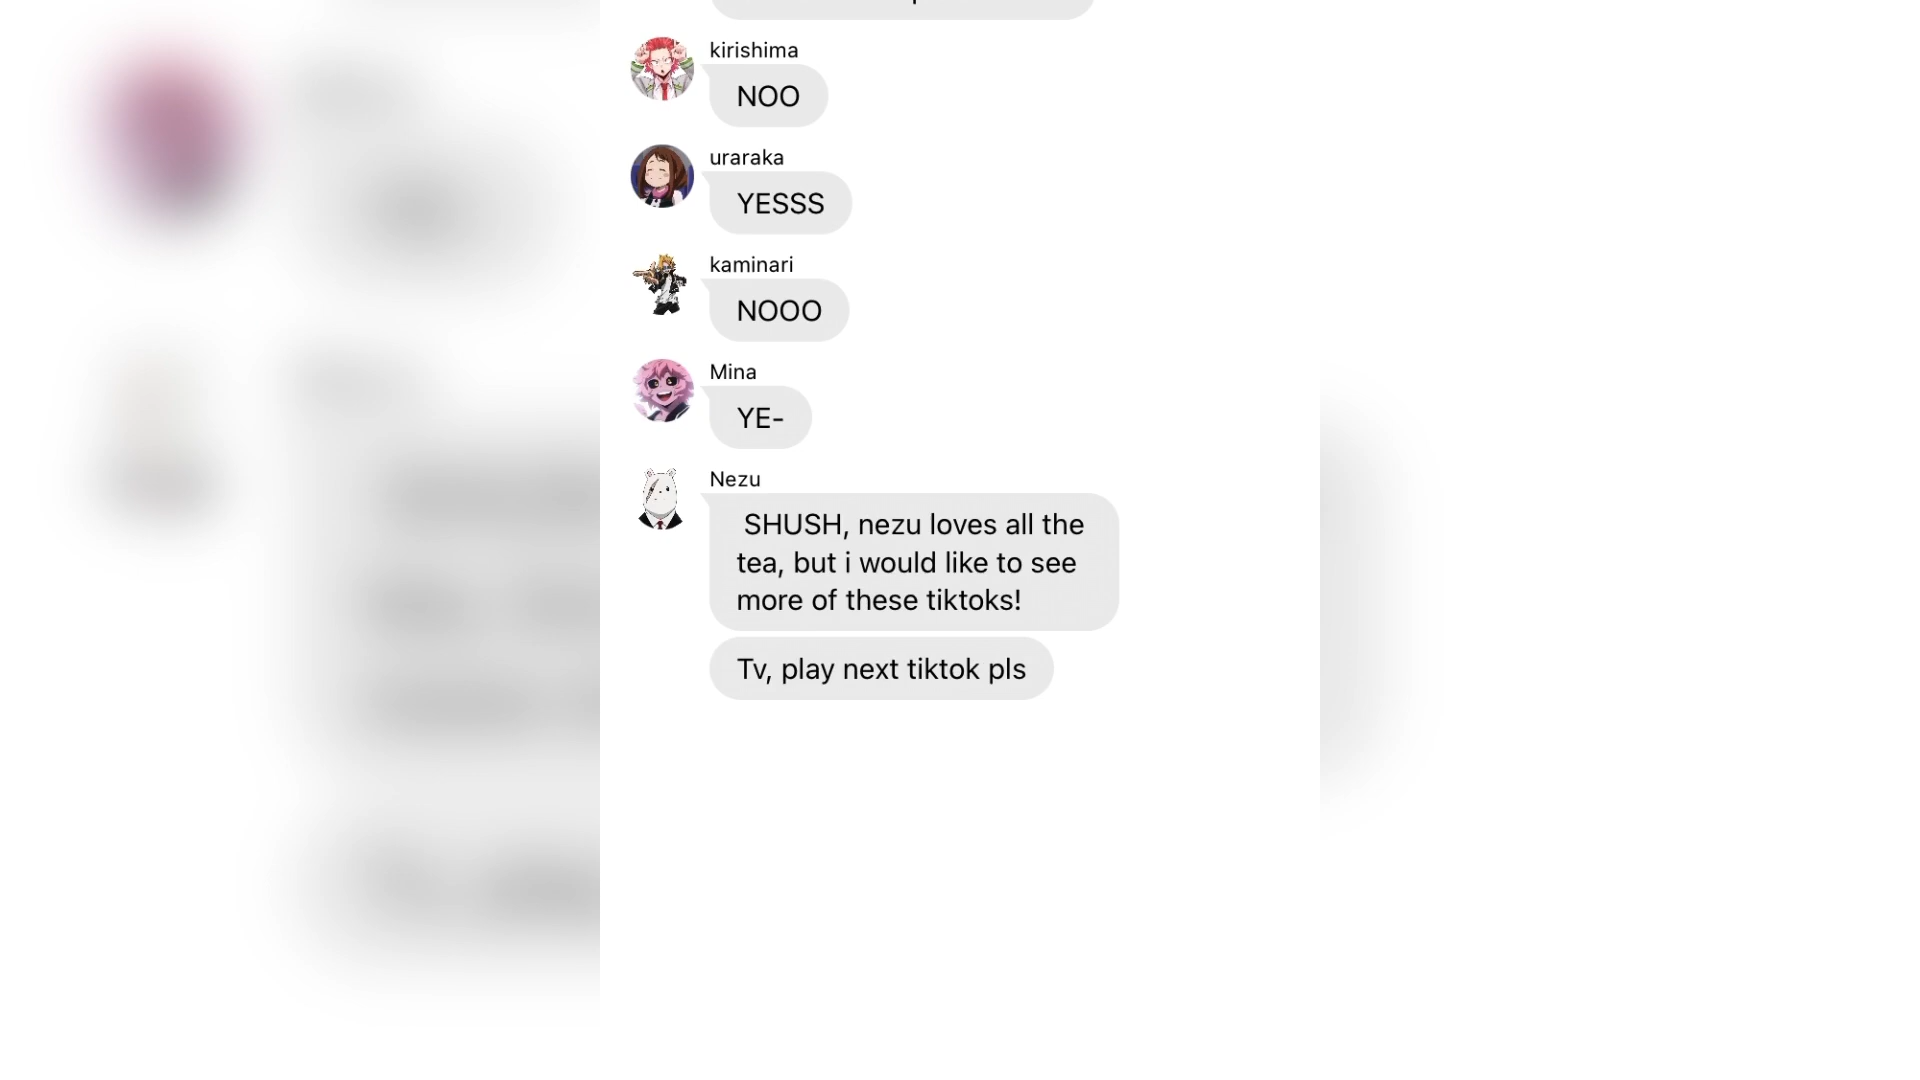 kirishima
NOO
uraraka
YESSS
kaminari
NOOO
Mina
YE-
Nezu
SHUSH, nezu loves all the
tea, but i would like to see
more of these tiktoks!
Tv, play next tiktok pls